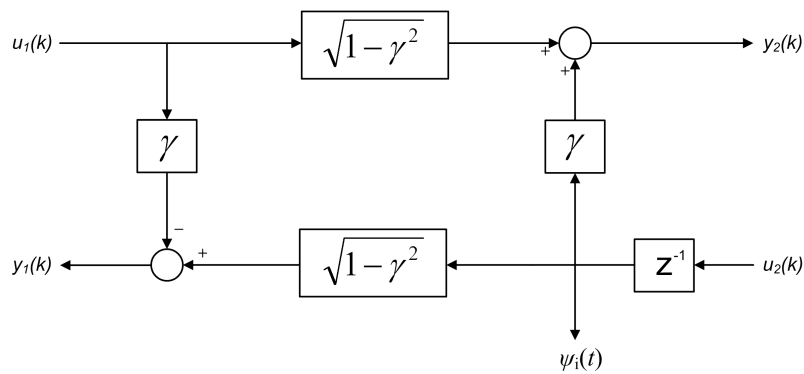 u₁(k)
√1−γ²
+
+
y₂(k)
γ
γ
−
y₁(k)
+
√1−γ²
z⁻¹
u₂(k)
ψᵢ(t)